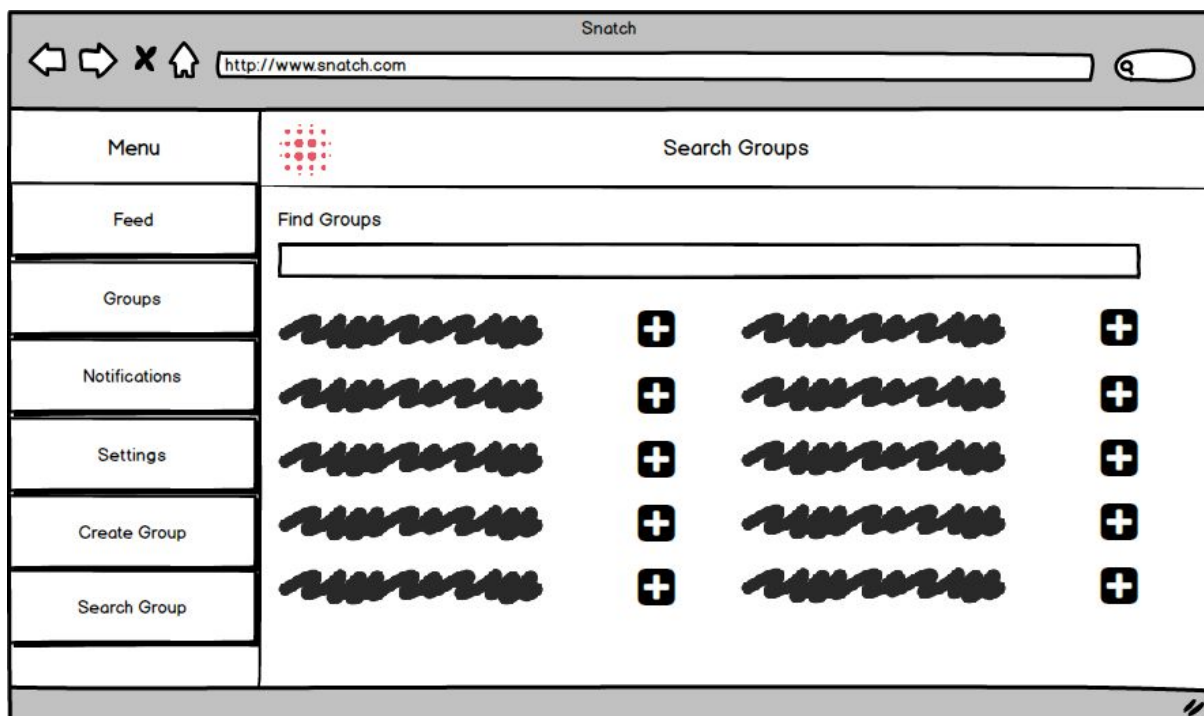 Snatch
http://www.snatch.com
Menu
Search Groups
Feed
Groups
Notifications
Settings
Create Group
Search Group
Find Groups